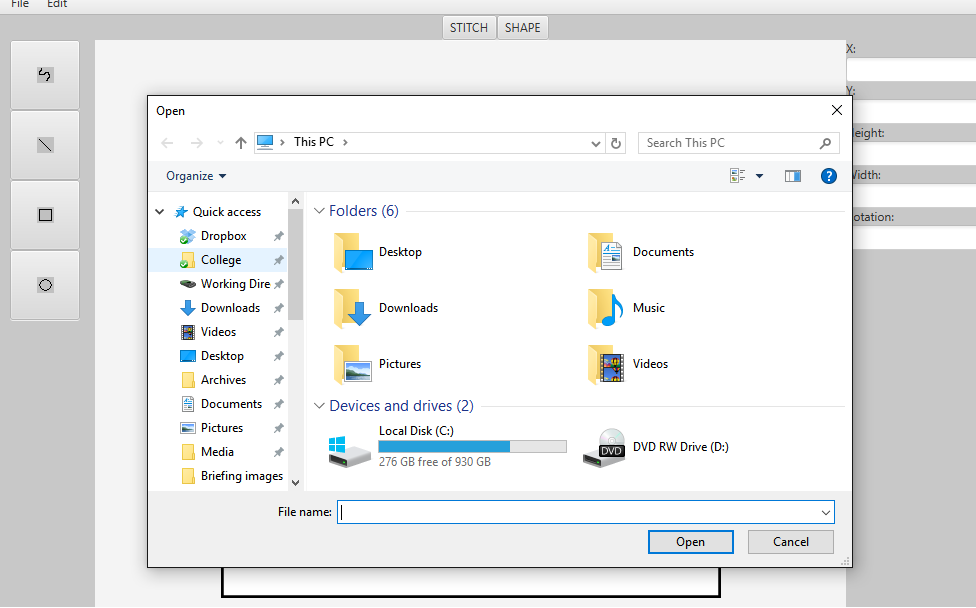 File Edit
STITCH SHAPE
X:
Y:
eight:
Width:
otation:
Open
This PC
Search This PC
Organize
?
Quick access
Dropbox
College
Working Dire
Downloads
Videos
Desktop
Archives
Documents
Pictures
Media
Briefing images
Folders (6)
Desktop
Documents
Downloads
Music
Pictures
Videos
Devices and drives (2)
Local Disk (C:)
276 GB free of 930 GB
DVD
DVD RW Drive (D:)
File name:
Open Cancel